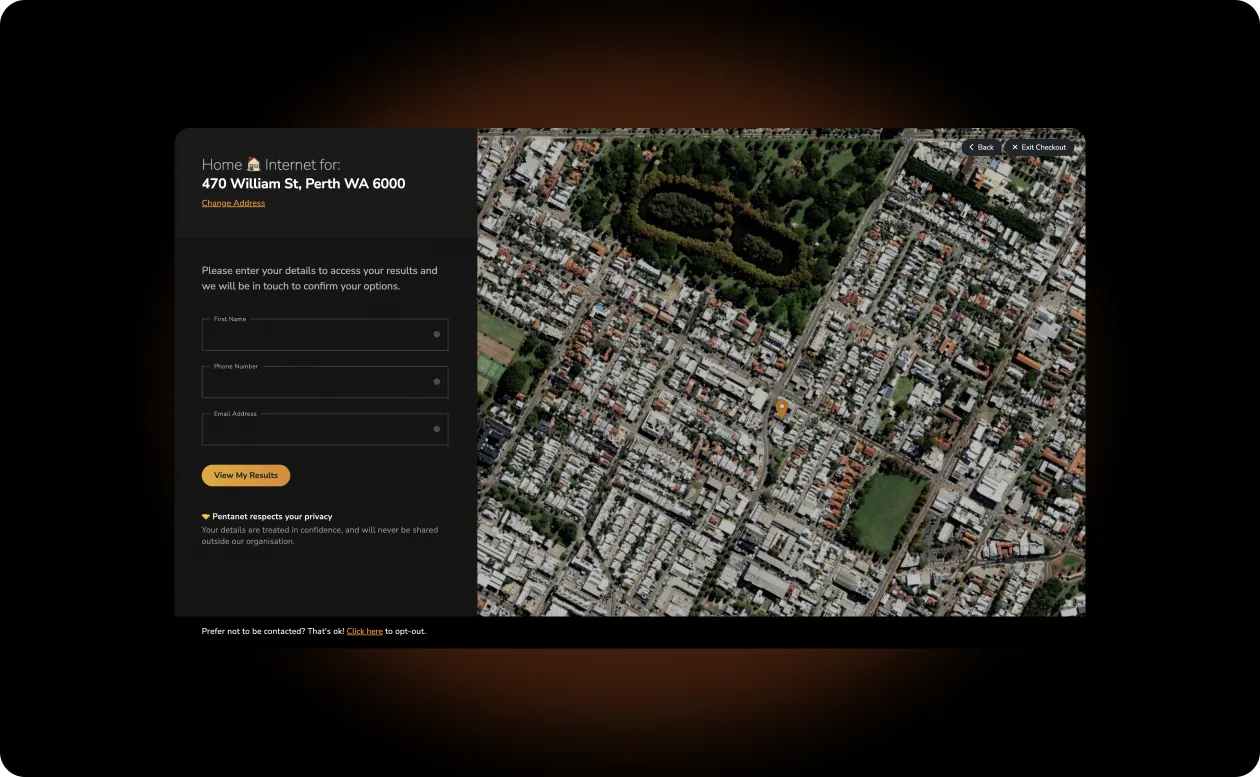 Home 🏠 Internet for:
470 William St, Perth WA 6000
Change Address
Back
Exit Checkout
Please enter your details to access your results and
we will be in touch to confirm your options.
First Name
Phone Number
Email Address
View My Results
Pentanet respects your privacy
Your details are treated in confidence, and will never be shared
outside our organisation.
Prefer not to be contacted? That's ok! Click here to opt-out.